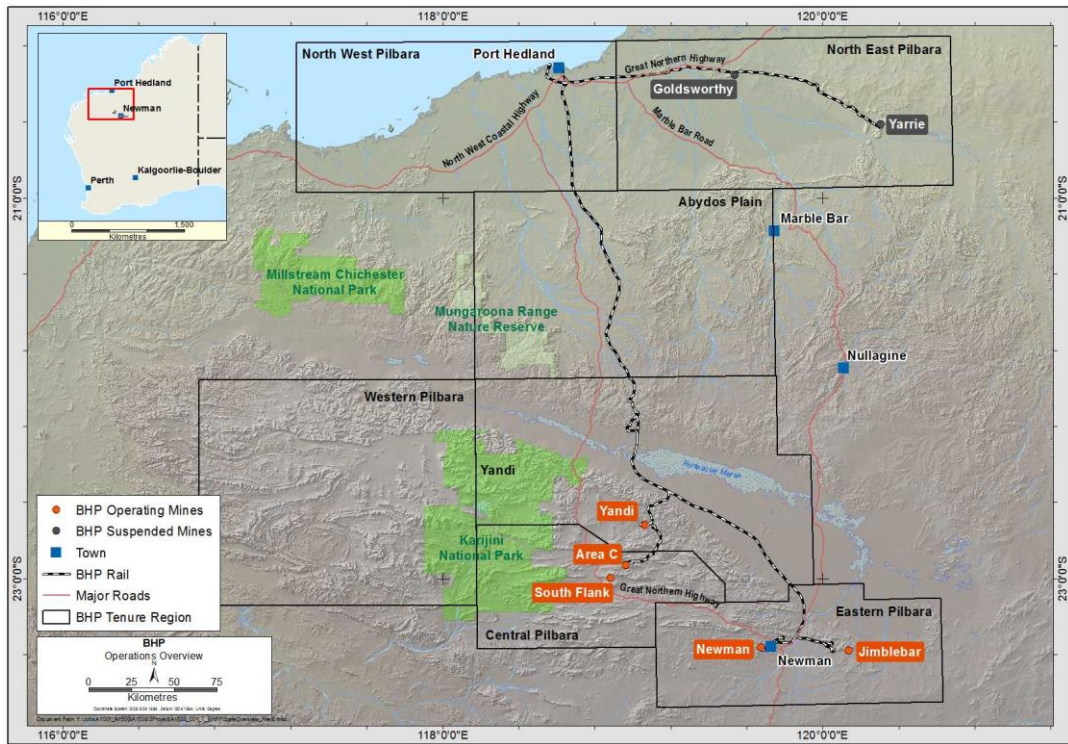 116°0'0"E
118°0'0"E
120°0'0"E
North West Pilbara
Port Hedland
North East Pilbara
Great Northern Highway
Goldsworthy
Yarrie
North West Coastal Highway
Marble Bar Road
Port Hedland
Newman
Kalgoorlie-Boulder
Perth
0 1,500
Kilometres
21°0'0"S
21°0'0"S
Abydos Plain
Marble Bar
Millstream Chichester
National Park
Mungaroona Range
Nature Reserve
Nullagine
Western Pilbara
Yandi
Fortescue Marsh
Yandi
Karijini
National Park
Area C
South Flank
Great Northern Highway
23°0'0"S
23°0'0"S
Central Pilbara
Eastern Pilbara
Newman
Newman
Jimblebar
BHP Operating Mines
BHP Suspended Mines
Town
BHP Rail
Major Roads
BHP Tenure Region
BHP
Operations Overview
N
0 25 50 75
Kilometres
116°0'0"E
118°0'0"E
120°0'0"E